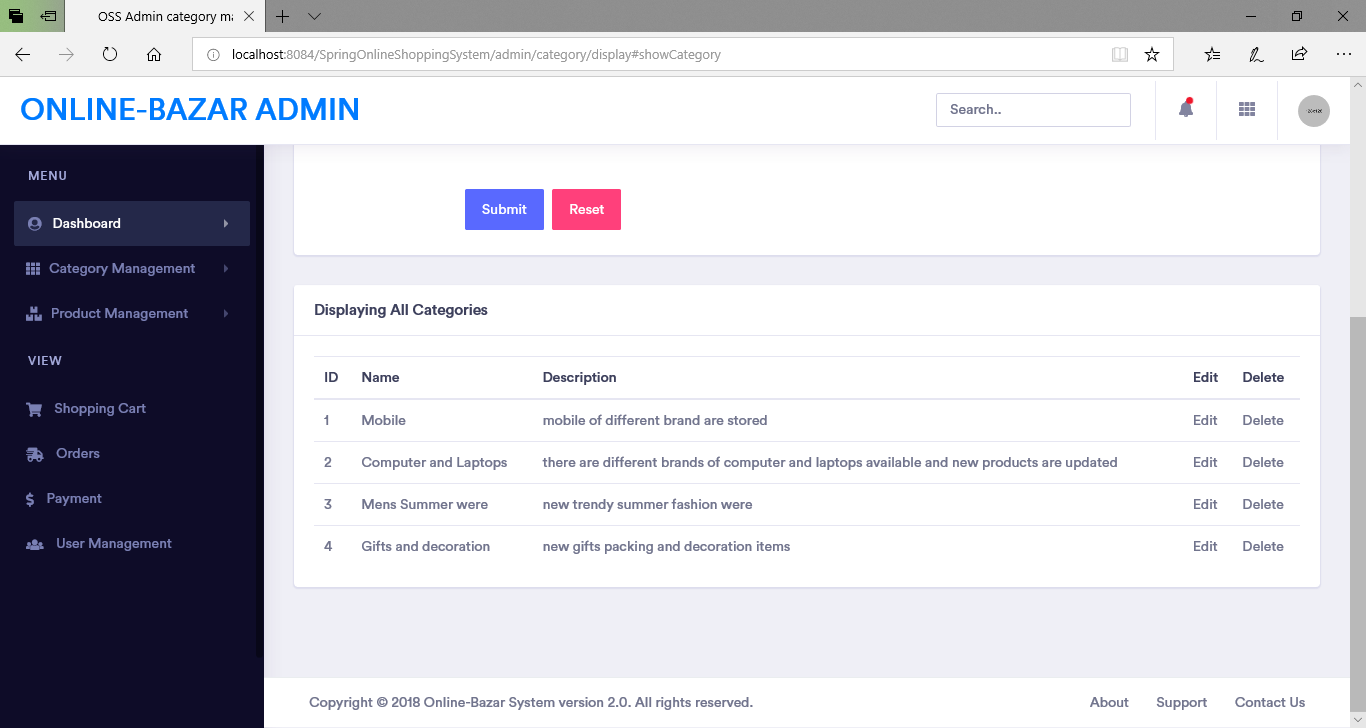 OSS Admin category ma
localhost:8084/SpringOnlineShoppingSystem/admin/category/display#showCategory
ONLINE-BAZAR ADMIN
Search..
MENU
Dashboard
Category Management
Product Management
VIEW
Shopping Cart
Orders
Payment
User Management
Submit Reset
Displaying All Categories
ID Name Description Edit Delete
1 Mobile mobile of different brand are stored Edit Delete
2 Computer and Laptops there are different brands of computer and laptops available and new products are updated Edit Delete
3 Mens Summer were new trendy summer fashion were Edit Delete
4 Gifts and decoration new gifts packing and decoration items Edit Delete
Copyright © 2018 Online-Bazar System version 2.0. All rights reserved. About Support Contact Us